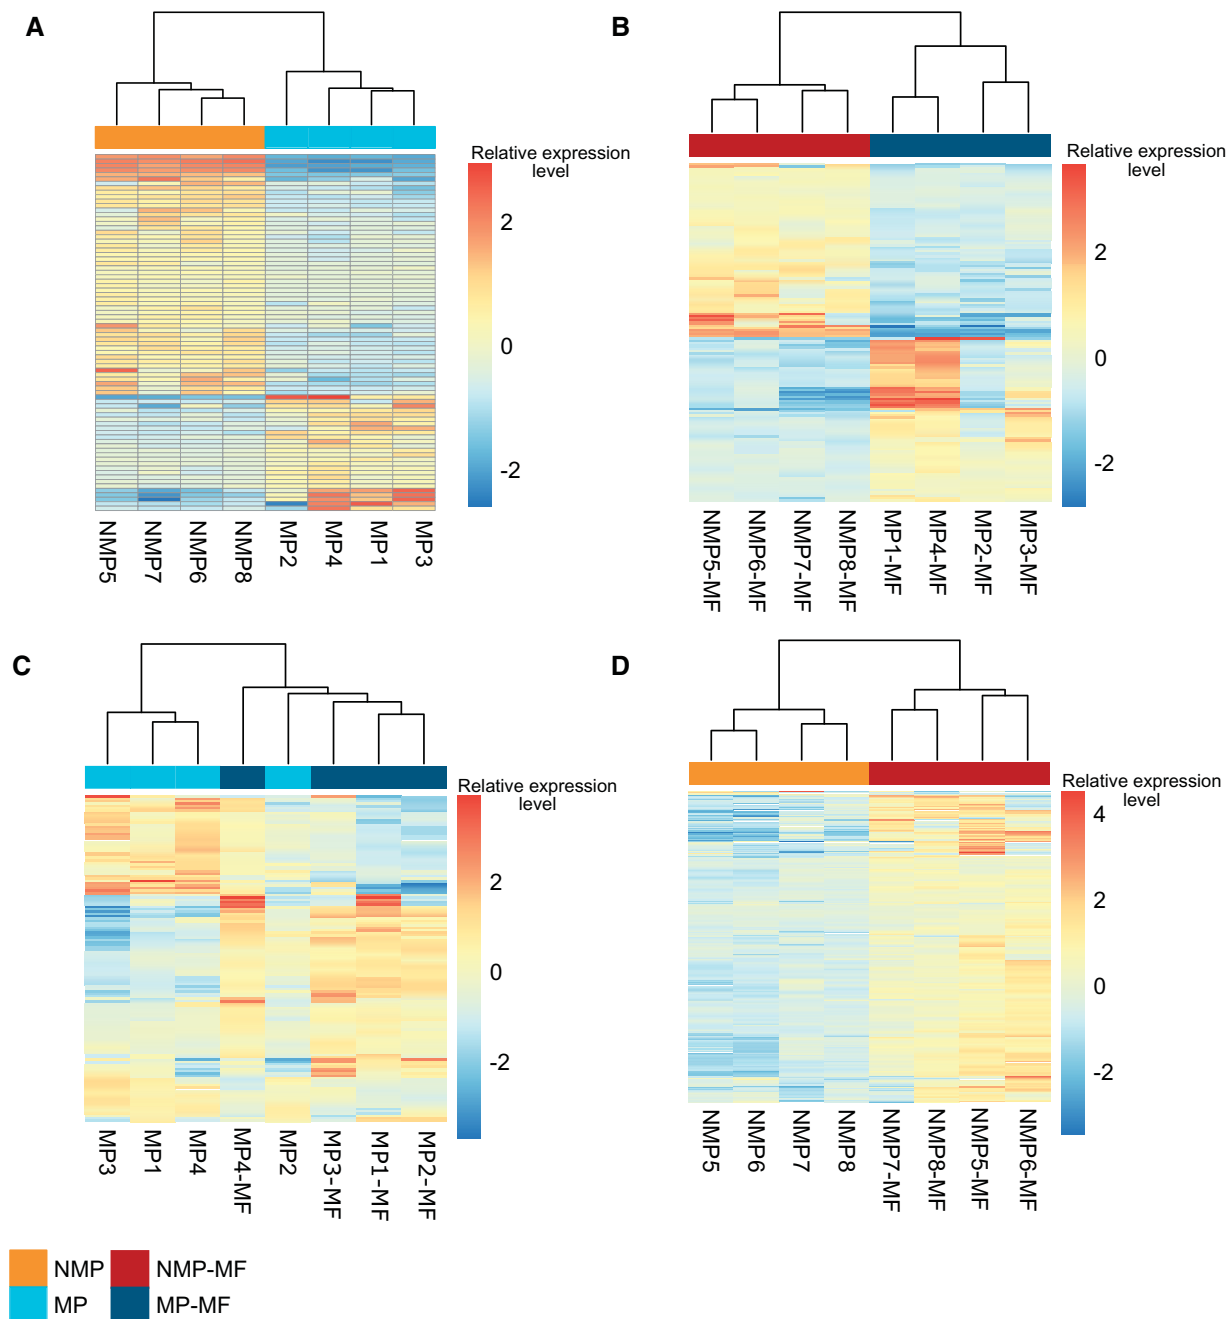 A
Relative expression
level
2
0
-2
NMP5
NMP7
NMP6
NMP8
MP2
MP4
MP1
MP3
B
Relative expression
level
2
0
-2
NMP5-MF
NMP6-MF
NMP7-MF
NMP8-MF
MP1-MF
MP4-MF
MP2-MF
MP3-MF
C
Relative expression
level
2
0
-2
MP3
MP1
MP4
MP4-MF
MP2
MP3-MF
MP1-MF
MP2-MF
D
Relative expression
level
4
2
0
-2
NMP5
NMP6
NMP7
NMP8
NMP7-MF
NMP8-MF
NMP5-MF
NMP6-MF
NMP
NMP-MF
MP
MP-MF